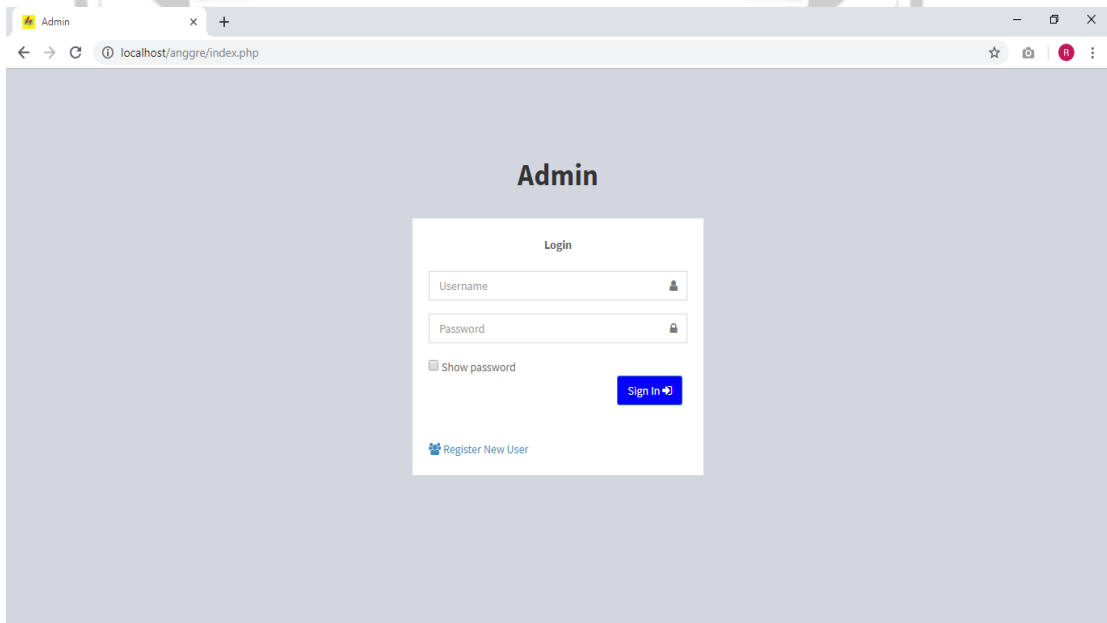 Admin
localhost/anggre/index.php
R
Admin
Login
Username
Password
Show password
Sign In
Register New User